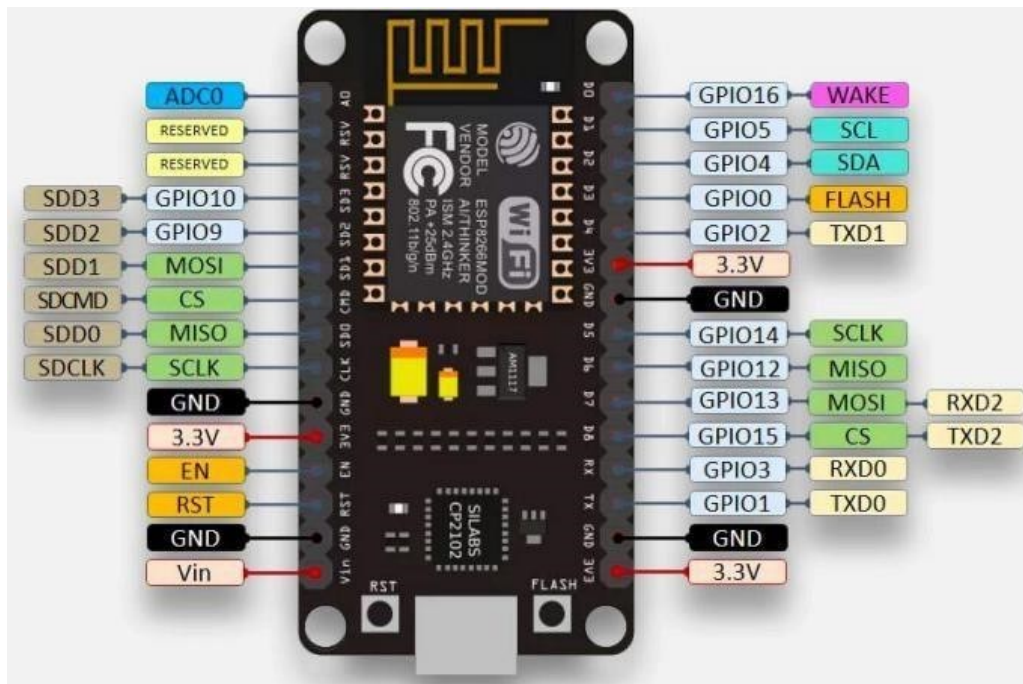 ADC0
RESERVED
RESERVED
SDD3 GPIO10
SDD2 GPIO9
SDD1 MOSI
SDCMD CS
SDD0 MISO
SDCLK SCLK
GND
3.3V
EN
RST
GND
Vin
A0
RSV
RSV
SD3
SD2
SD1
CMD
SD0
CLK
GND
3V3
EN
RST
GND
Vin
MODEL
VENDOR
ESP8266MOD
AI/THINKER
ISM 2.4GHz
PA +25dBm
802.11b/g/n
FC
Wi Fi
AM1117
SILABS
CP2102
RST
FLASH
D0
D1
D2
D3
D4
3V3
GND
D5
D6
D7
D8
RX
TX
GND
3V3
GPIO16 WAKE
GPIO5 SCL
GPIO4 SDA
GPIO0 FLASH
GPIO2 TXD1
3.3V
GND
GPIO14 SCLK
GPIO12 MISO
GPIO13 MOSI RXD2
GPIO15 CS TXD2
GPIO3 RXD0
GPIO1 TXD0
GND
3.3V